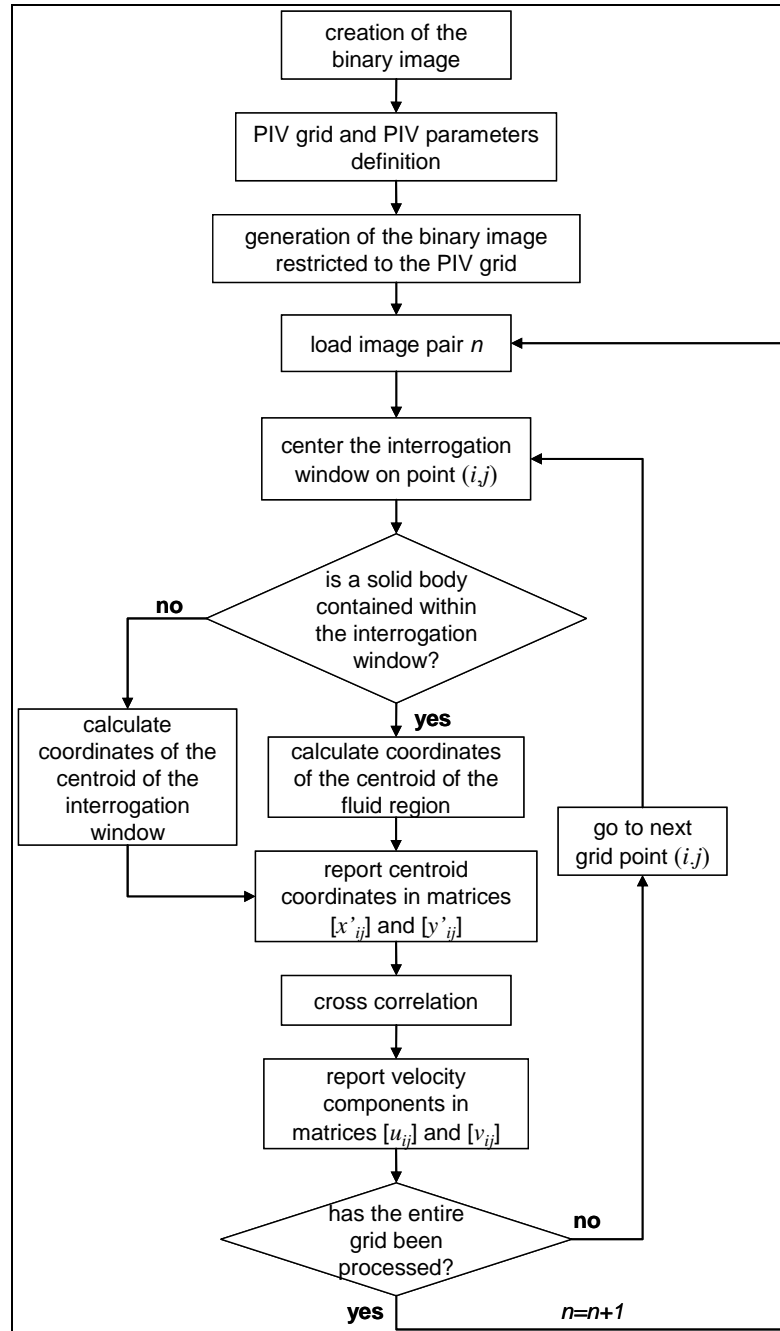 creation of the
binary image
PIV grid and PIV parameters
definition
generation of the binary image
restricted to the PIV grid
load image pair n
center the interrogation
window on point (i,j)
is a solid body
contained within
the interrogation
window?
no
yes
calculate
coordinates of the
centroid of the
interrogation
window
calculate coordinates
of the centroid of the
fluid region
go to next
grid point (i,j)
report centroid
coordinates in matrices
[x'ij] and [y'ij]
cross correlation
report velocity
components in
matrices [uij] and [vij]
has the entire
grid been
processed?
no
yes
n=n+1